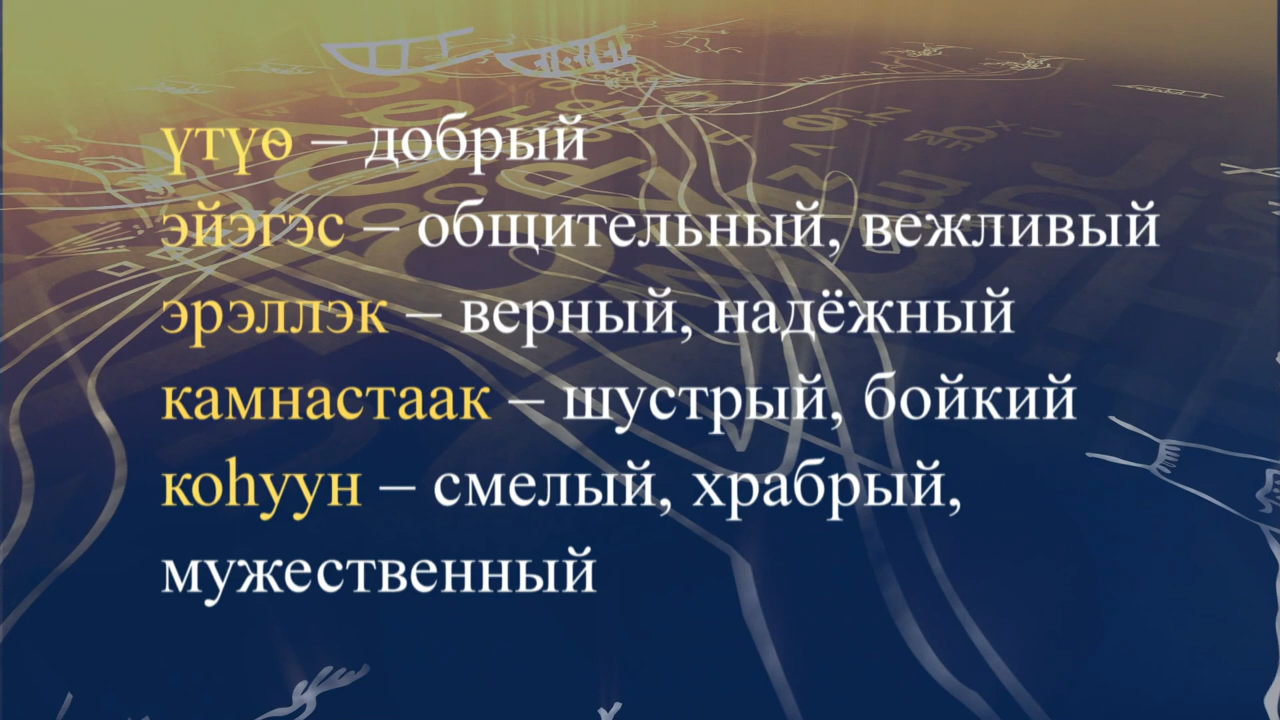 үтүө – добрый
эйэгэс – общительный, вежливый
эрэллэк – верный, надёжный
камнастаак – шустрый, бойкий
коһуун – смелый, храбрый,
мужественный